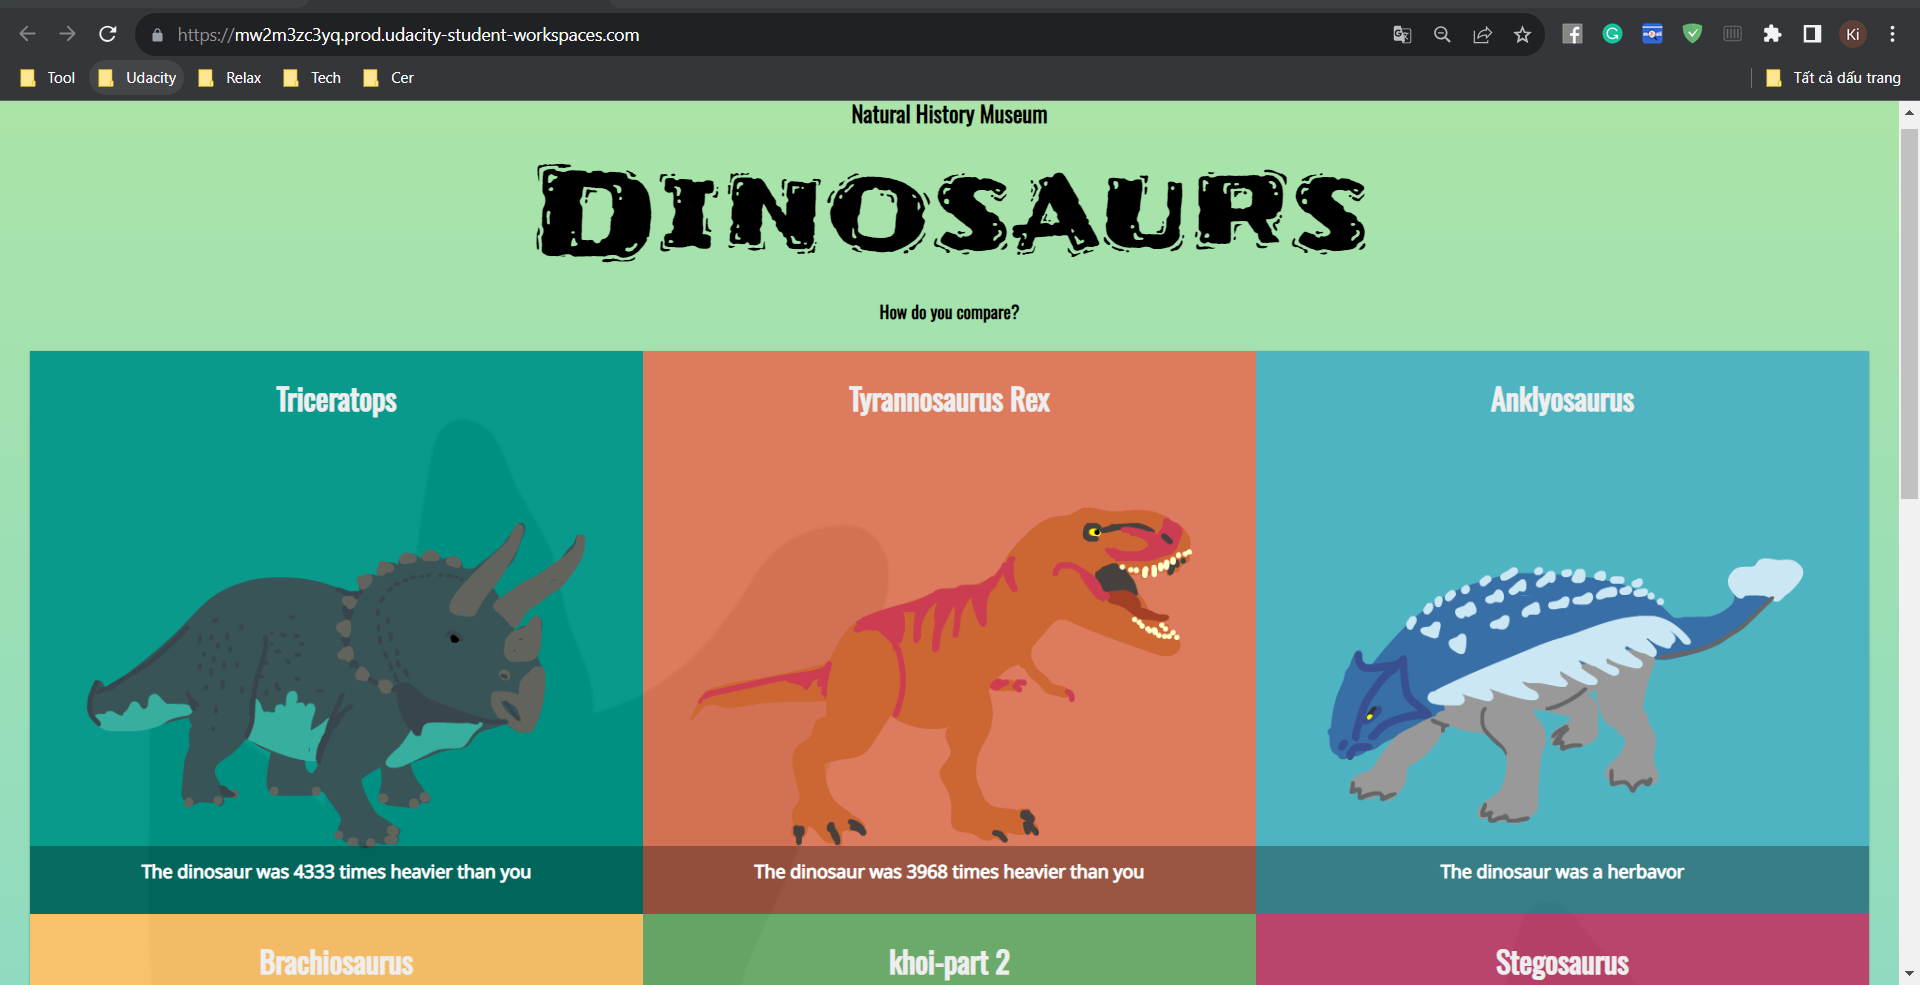 https://mw2m3zc3yq.prod.udacity-student-workspaces.com
Ki
Tool Udacity Relax Tech Cer Tất cả dấu trang
Natural History Museum
DINOSAURS
How do you compare?
Triceratops
Tyrannosaurus Rex
Anklyosaurus
The dinosaur was 4333 times heavier than you
The dinosaur was 3968 times heavier than you
The dinosaur was a herbavor
Brachiosaurus
khoi-part 2
Stegosaurus